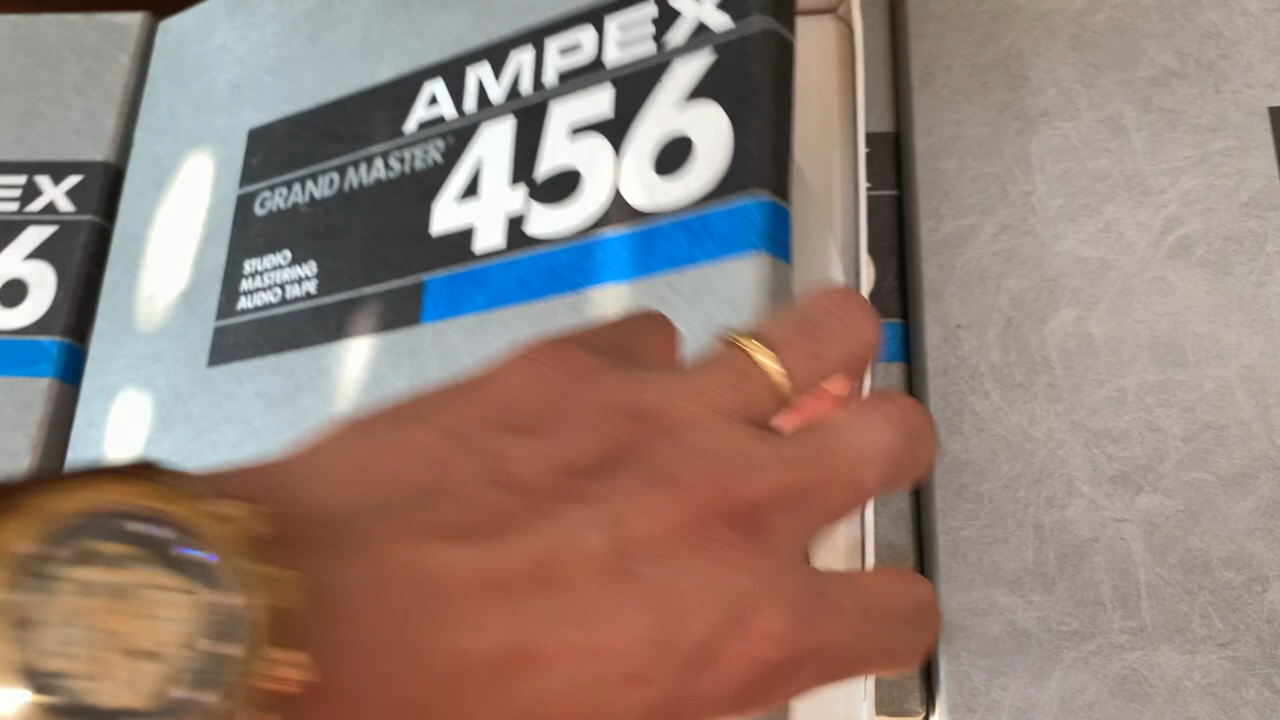 AMPEX
GRAND MASTER 456
STUDIO
MASTERING
AUDIO TAPE
EX
6